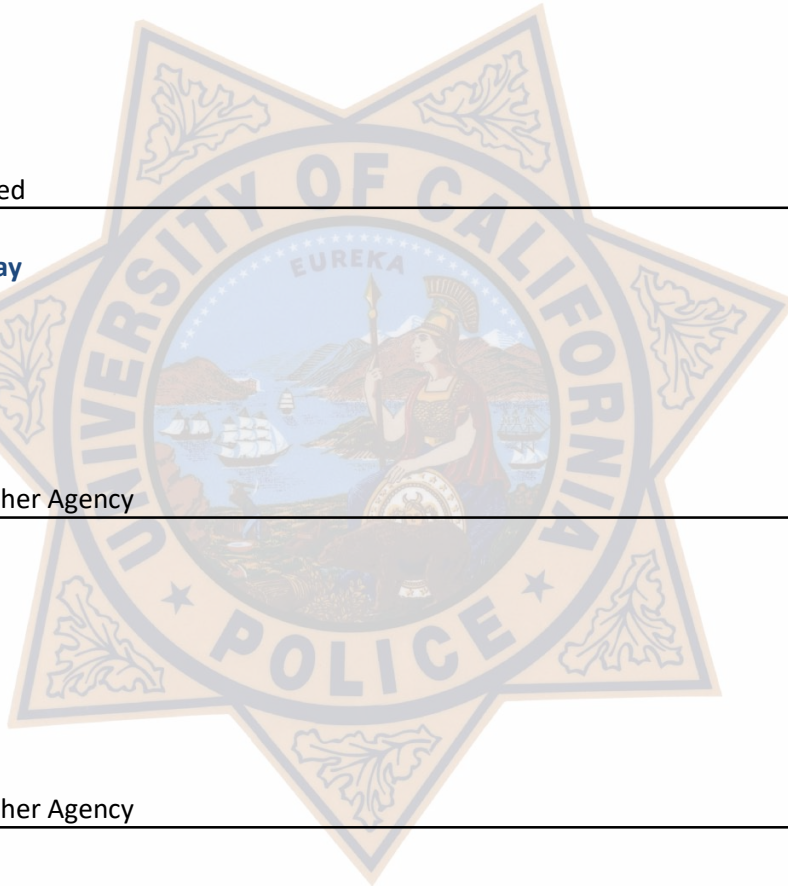 ed
ay
her Agency
her Agency
UNIVERSITY OF CALIFORNIA
EUREKA
POLICE